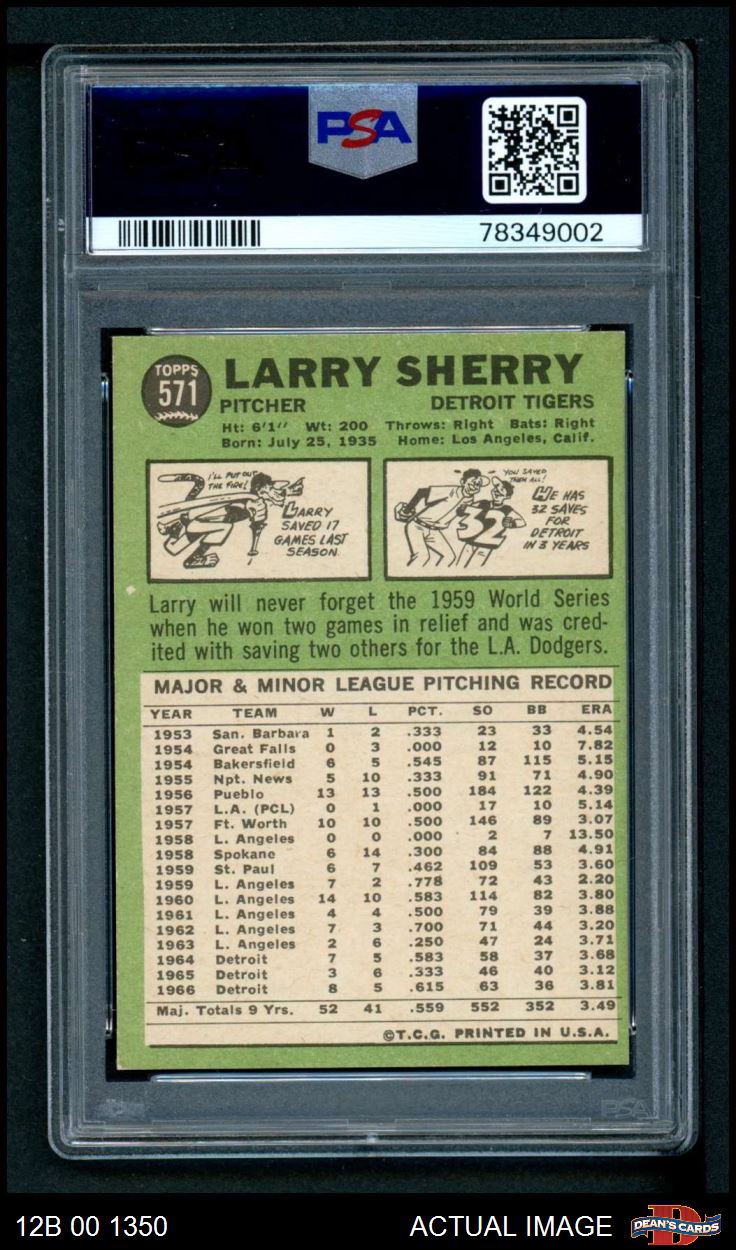 PSA
78349002
TOPPS
571
LARRY SHERRY
PITCHER DETROIT TIGERS
Ht: 6'1" Wt: 200 Throws: Right Bats: Right
Born: July 25, 1935 Home: Los Angeles, Calif.
I'LL PUT OUT
THE FIRE!
LARRY
SAVED 17
GAMES LAST
SEASON
YOU SAVED
THEM ALL!
32
HE HAS
32 SAVES
FOR
DETROIT
IN 3 YEARS
Larry will never forget the 1959 World Series
when he won two games in relief and was cred-
ited with saving two others for the L.A. Dodgers.
MAJOR & MINOR LEAGUE PITCHING RECORD
YEAR TEAM W L PCT. SO BB ERA
1953 San. Barbara 1 2 .333 23 33 4.54
1954 Great Falls 0 3 .000 12 10 7.82
1954 Bakersfield 6 5 .545 87 115 5.15
1955 Npt. News 5 10 .333 91 71 4.90
1956 Pueblo 13 13 .500 184 122 4.39
1957 L.A. (PCL) 0 1 .000 17 10 5.14
1957 Ft. Worth 10 10 .500 146 89 3.07
1958 L. Angeles 0 0 .000 2 7 13.50
1958 Spokane 6 14 .300 84 88 4.91
1959 St. Paul 6 7 .462 109 53 3.60
1959 L. Angeles 7 2 .778 72 43 2.20
1960 L. Angeles 14 10 .583 114 82 3.80
1961 L. Angeles 4 4 .500 79 39 3.88
1962 L. Angeles 7 3 .700 71 44 3.20
1963 L. Angeles 2 6 .250 47 24 3.71
1964 Detroit 7 5 .583 58 37 3.68
1965 Detroit 3 6 .333 46 40 3.12
1966 Detroit 8 5 .615 63 36 3.81
Maj. Totals 9 Yrs. 52 41 .559 552 352 3.49
©T.C.G. PRINTED IN U.S.A.
PSA
12B 00 1350 ACTUAL IMAGE
DEAN'S CARDS